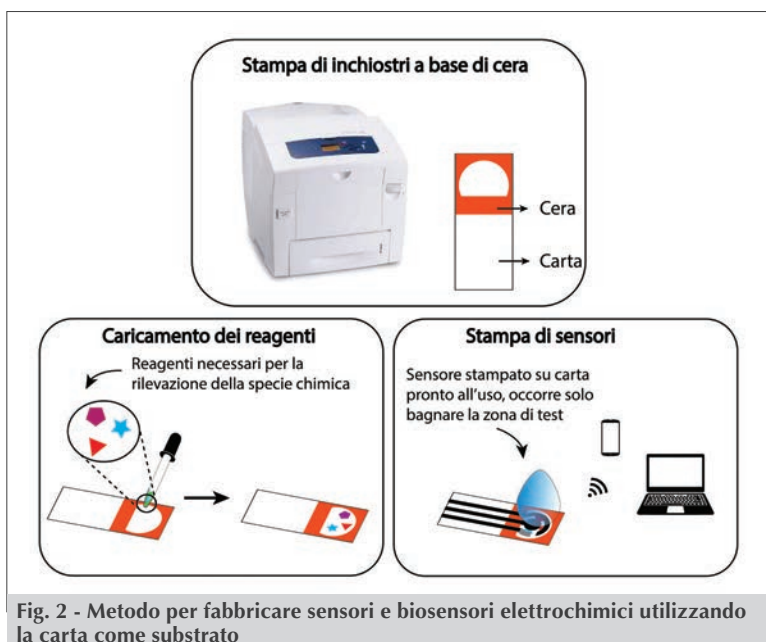 Stampa di inchiostri a base di cera
Cera
Carta
Caricamento dei reagenti
Reagenti necessari per la
rilevazione della specie chimica
Stampa di sensori
Sensore stampato su carta
pronto all'uso, occorre solo
bagnare la zona di test
Fig. 2 - Metodo per fabbricare sensori e biosensori elettrochimici utilizzando
la carta come substrato